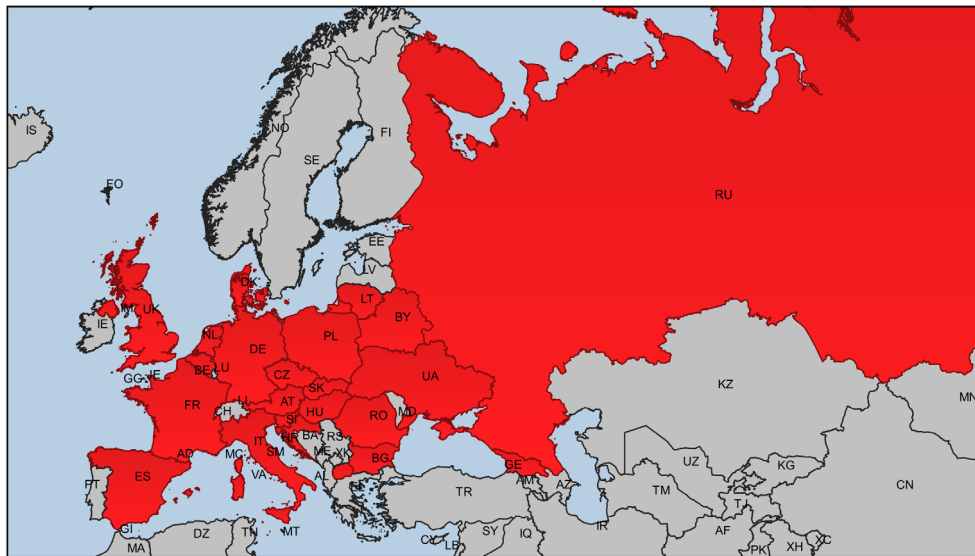 IS
NO
FI
SE
RU
FO
EE
LV
DK
LT
IM
UK
BY
IE
NL
PL
DE
BE
LU
UA
GG
JE
CZ
SK
KZ
FR
LI
AT
HU
MD
MN
CH
SI
RO
IT
HR
BA
RS
MC
SM
ME
XK
BG
UZ
KG
AD
GE
ES
VA
AL
AM
AZ
CN
PT
TR
TM
TJ
GI
DZ
TN
MT
SY
IQ
IR
AF
MA
CY
LB
PK
XH
XC